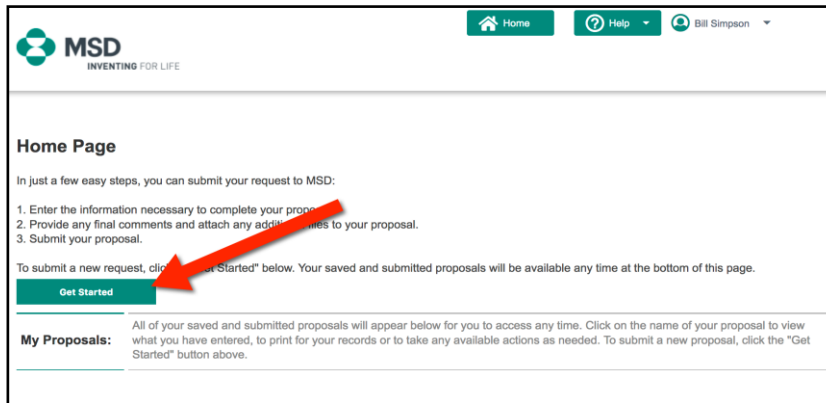 Home
Help
Bill Simpson
MSD
INVENTING FOR LIFE
Home Page
In just a few easy steps, you can submit your request to MSD:
1. Enter the information necessary to complete your
2. Provide any final comments and attach any files to your proposal.
3. Submit your proposal.
To submit a new request, Started" below. Your saved and submitted proposals will be available any time at the bottom of this page.
Get Started
My Proposals:
All of your saved and submitted proposals will appear below for you to access any time. Click on the name of your proposal to view
what you have entered, to print for your records or to take any available actions as needed. To submit a new proposal, click the "Get
Started" button above.